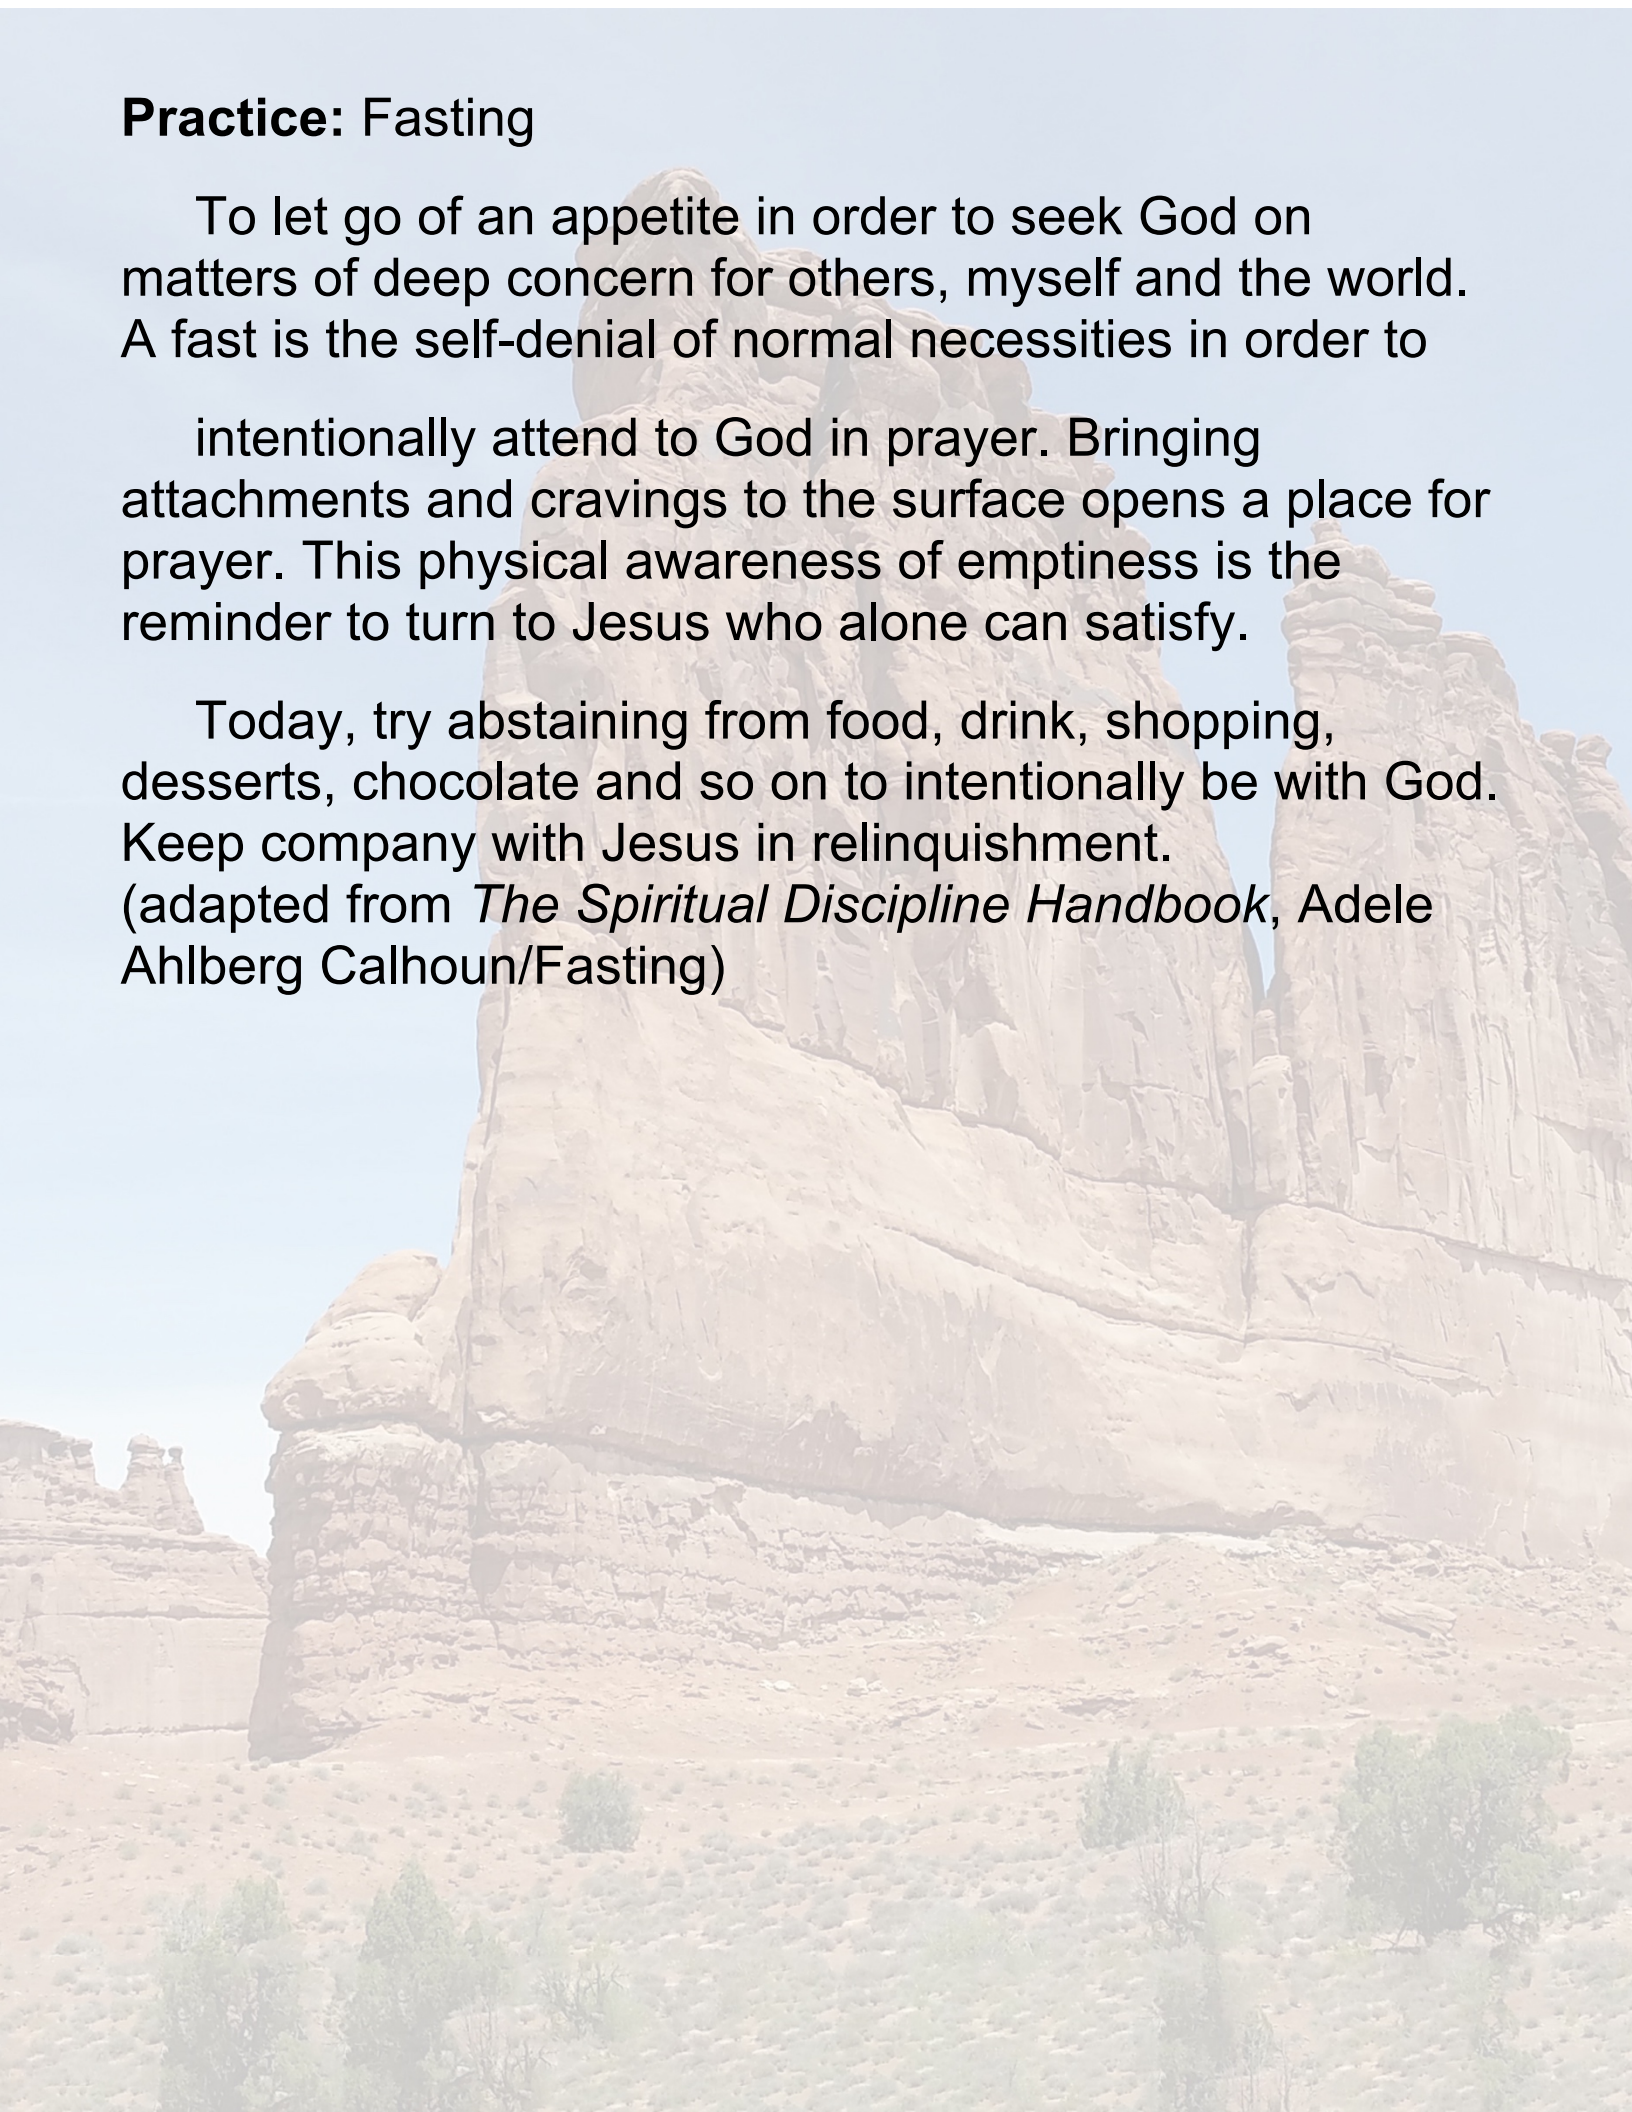 Practice: Fasting
To let go of an appetite in order to seek God on
matters of deep concern for others, myself and the world.
A fast is the self-denial of normal necessities in order to
intentionally attend to God in prayer. Bringing
attachments and cravings to the surface opens a place for
prayer. This physical awareness of emptiness is the
reminder to turn to Jesus who alone can satisfy.
Today, try abstaining from food, drink, shopping,
desserts, chocolate and so on to intentionally be with God.
Keep company with Jesus in relinquishment.
(adapted from The Spiritual Discipline Handbook, Adele
Ahlberg Calhoun/Fasting)